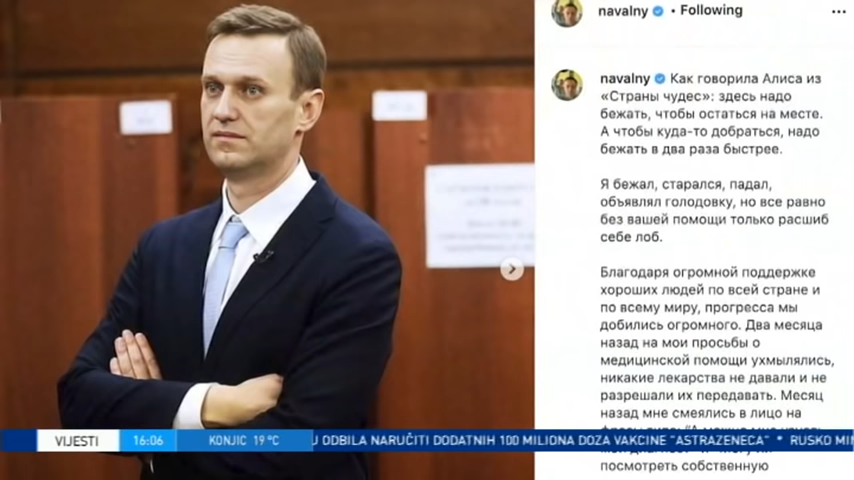 navalny • Following
navalny Как говорила Алиса из
«Страны чудес»: здесь надо
бежать, чтобы остаться на месте.
А чтобы куда-то добраться, надо
бежать в два раза быстрее.
Я бежал, старался, падал,
объявлял голодовку, но все равно
без вашей помощи только расшиб
себе лоб.
Благодаря огромной поддержке
хороших людей по всей стране и
по всему миру, прогресса мы
добились огромного. Два месяца
назад на мои просьбы о
медицинской помощи ухмылялись,
никакие лекарства не давали и не
разрешали их передавать. Месяц
назад мне смеялись в лицо на
посмотреть собственную
VIJESTI 16:06 KONJIC 19°C U ODBILA NARUČITI DODATNIH 100 MILIONA DOZA VAKCINE "ASTRAZENECA" * RUSKO MIN